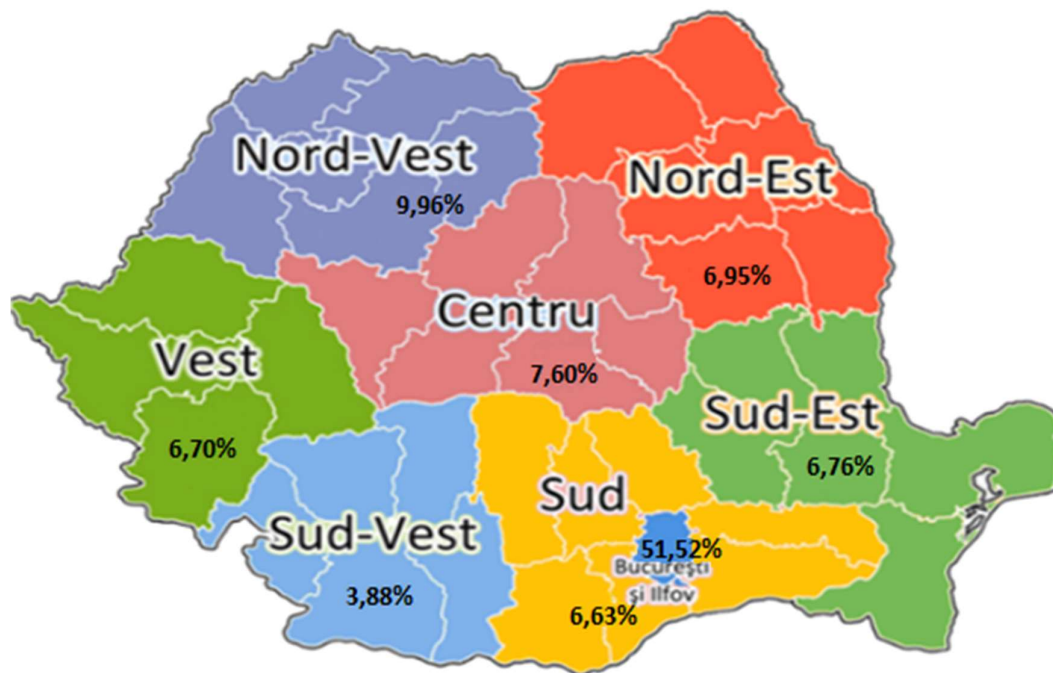 Nord-Vest
9,96%
Nord-Est
6,95%
Centru
7,60%
Vest
6,70%
Sud-Est
6,76%
Sud
6,63%
Sud-Vest
3,88%
51,52%
București
și Ilfov